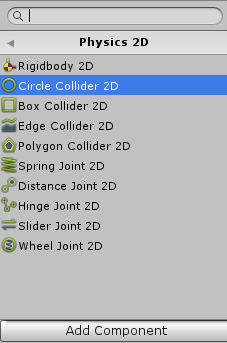 Physics 2D
Rigidbody 2D
Circle Collider 2D
Box Collider 2D
Edge Collider 2D
Polygon Collider 2D
Spring Joint 2D
Distance Joint 2D
Hinge Joint 2D
Slider Joint 2D
Wheel Joint 2D
Add Component